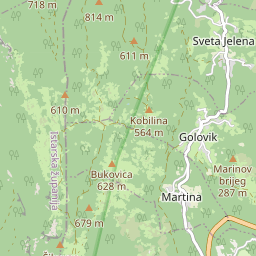 718 m
814 m
611 m
Sveta Jelena
610 m
Kobilina
564 m
Golovik
Istarska županija
Marinov
brijeg
287 m
Bukovica
628 m
Martina
679 m